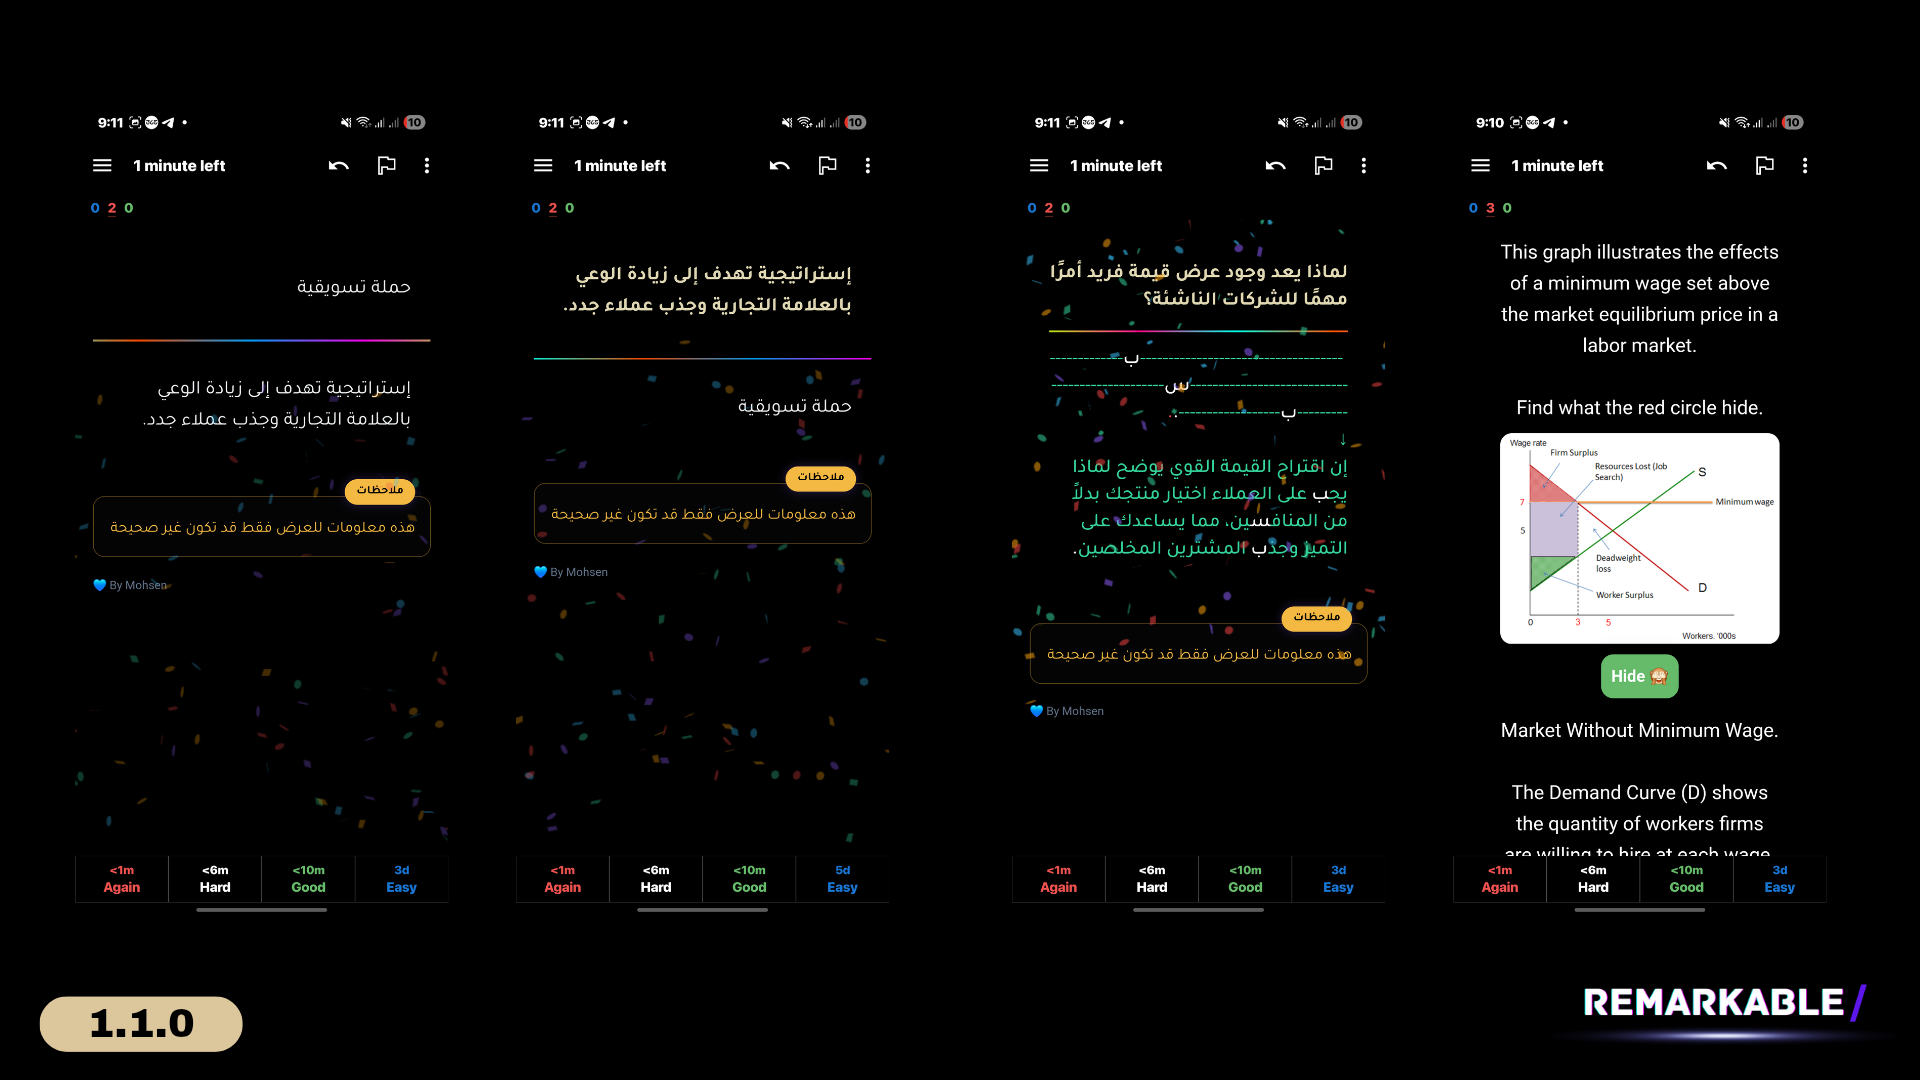 9:11
10
1 minute left
0 2 0
حملة تسويقية
إستراتيجية تهدف إلى زيادة الوعي
بالعلامة التجارية وجذب عملاء جدد.
ملاحظات
هذه معلومات للعرض فقط قد تكون غير صحيحة
💙 By Mohsen
<1m <6m <10m 3d
Again Hard Good Easy
9:11
10
1 minute left
0 2 0
إستراتيجية تهدف إلى زيادة الوعي
بالعلامة التجارية وجذب عملاء جدد.
حملة تسويقية
ملاحظات
هذه معلومات للعرض فقط قد تكون غير صحيحة
💙 By Mohsen
<1m <6m <10m 5d
Again Hard Good Easy
9:11
10
1 minute left
0 2 0
لماذا يعد وجود عرض قيمة فريد أمرًا
مهمًا للشركات الناشئة؟
ب
س
ب.
↓
إن اقتراح القيمة القوي يوضح لماذا
يجب على العملاء اختيار منتجك بدلاً
من المنافسين، مما يساعدك على
التميز وجذب المشترين المخلصين.
ملاحظات
هذه معلومات للعرض فقط قد تكون غير صحيحة
💙 By Mohsen
<1m <6m <10m 3d
Again Hard Good Easy
9:10
10
1 minute left
0 3 0
This graph illustrates the effects
of a minimum wage set above
the market equilibrium price in a
labor market.
Find what the red circle hide.
Wage rate
Firm Surplus
Resources Lost (Job
Search)
S
7
Minimum wage
5
Deadweight
loss
D
Worker Surplus
0 3 5
Workers. '000s
Hide 🙈
Market Without Minimum Wage.
The Demand Curve (D) shows
the quantity of workers firms
are willing to hire at each wage
<1m <6m <10m 3d
Again Hard Good Easy
1.1.0
REMARKABLE/